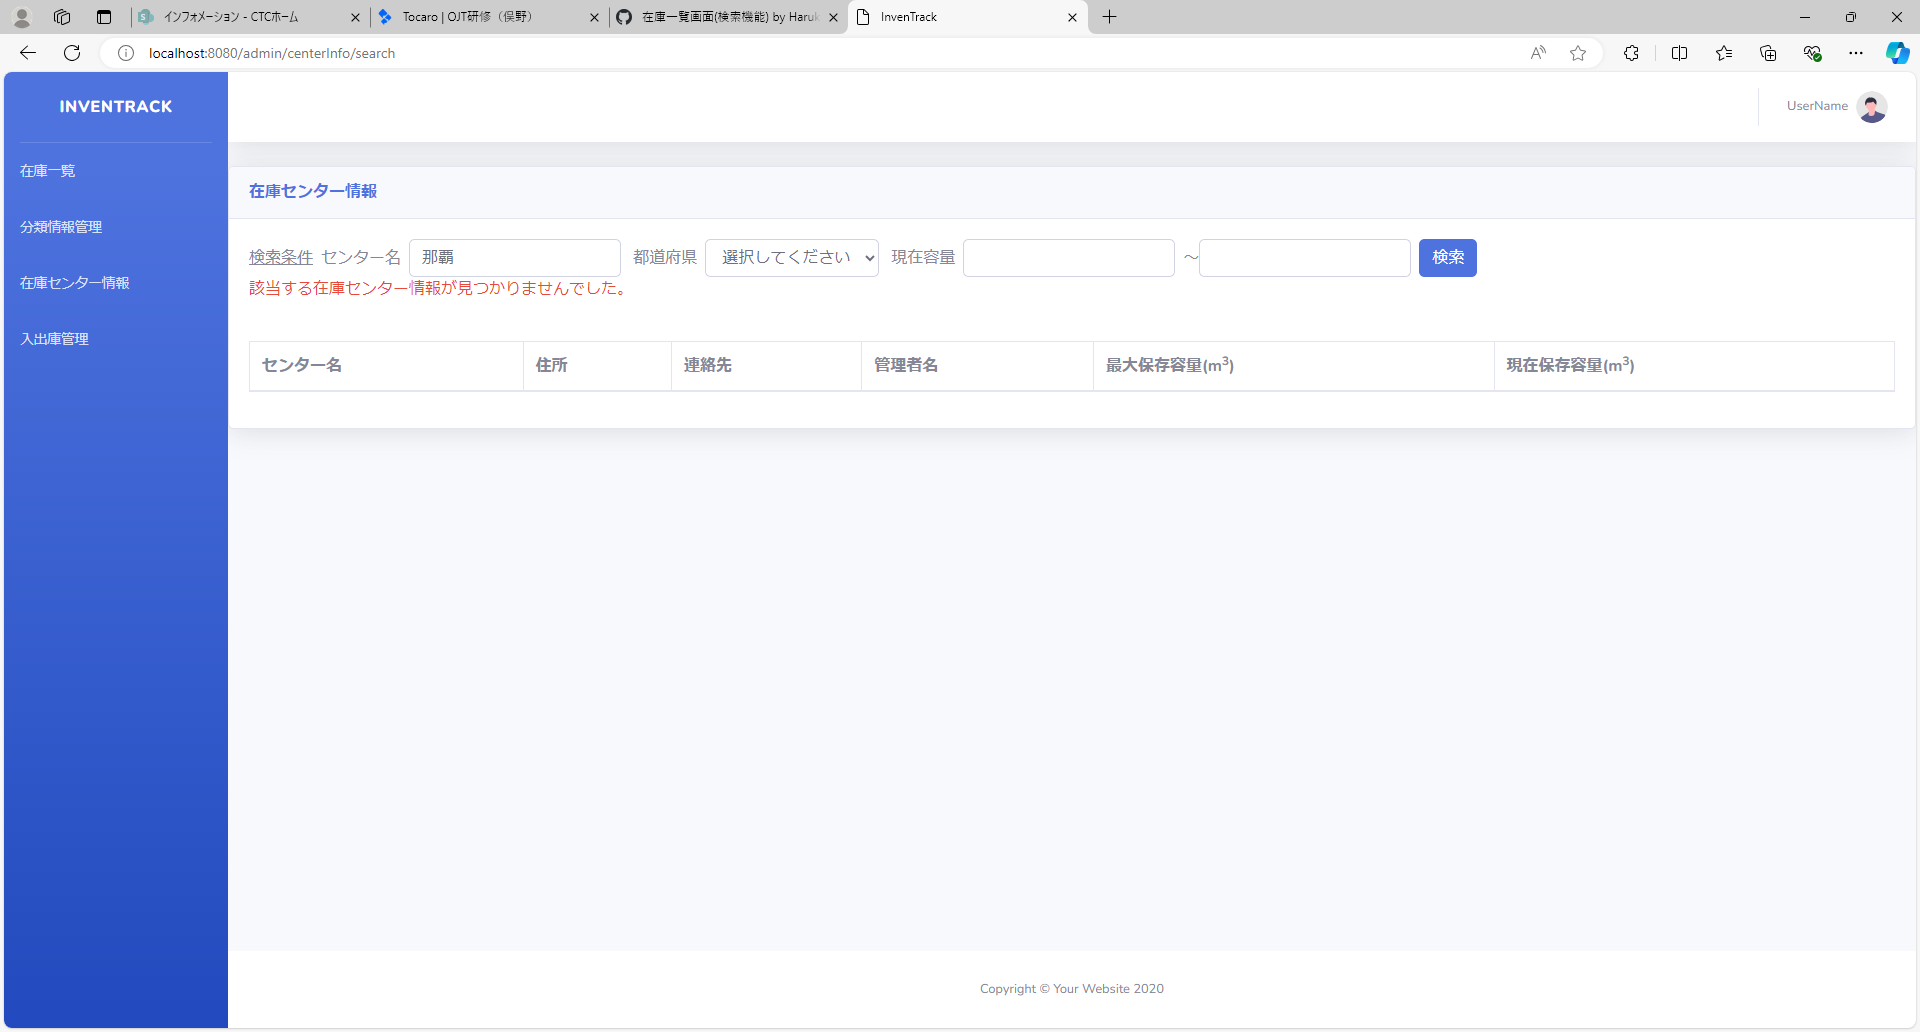 インフォメーション - CTCホーム
Tocaro | OJT研修（俣野）
在庫一覧画面(検索機能) by Haruk
InvenTrack
localhost:8080/admin/centerInfo/search
INVENTRACK
UserName
在庫一覧
分類情報管理
在庫センター情報
入出庫管理
在庫センター情報
検索条件 センター名 那覇 都道府県 選択してください 現在容量 ～ 検索
該当する在庫センター情報が見つかりませんでした。
センター名 住所 連絡先 管理者名 最大保存容量(m³) 現在保存容量(m³)
Copyright © Your Website 2020